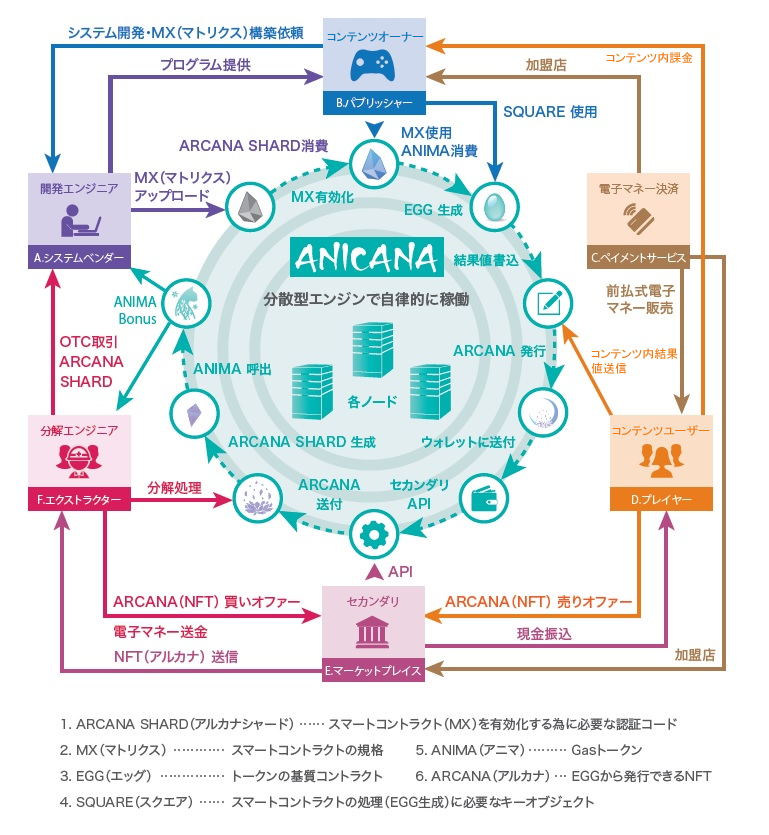 システム開発・MX（マトリクス）構築依頼
コンテンツオーナー
コンテンツ内課金
プログラム提供
加盟店
B.パブリッシャー
SQUARE 使用
ARCANA SHARD消費
MX使用
ANIMA消費
開発エンジニア
MX（マトリクス）
アップロード
MX有効化
EGG 生成
電子マネー決済
A.システムベンダー
ANICANA
結果値書込
C.ペイメントサービス
分散型エンジンで自律的に稼働
ANIMA
Bonus
前払式電子
マネー販売
OTC取引
ARCANA
SHARD
ANIMA 呼出
ARCANA 発行
コンテンツ内結果
値送信
各ノード
分解エンジニア
ARCANA SHARD 生成
ウォレットに送付
コンテンツユーザー
F.エクストラクター
分解処理
ARCANA
送付
セカンダリ
API
D.プレイヤー
API
ARCANA（NFT） 買いオファー
セカンダリ
ARCANA（NFT） 売りオファー
電子マネー送金
現金振込
NFT（アルカナ） 送信
E.マーケットプレイス
加盟店
1. ARCANA SHARD（アルカナシャード） …… スマートコントラクト（MX）を有効化する為に必要な認証コード
2. MX（マトリクス） ………… スマートコントラクトの規格
5. ANIMA（アニマ） ……… Gasトークン
3. EGG（エッグ） ………… トークンの基質コントラクト
6. ARCANA（アルカナ） … EGGから発行できるNFT
4. SQUARE（スクエア） …… スマートコントラクトの処理（EGG生成）に必要なキーオブジェクト